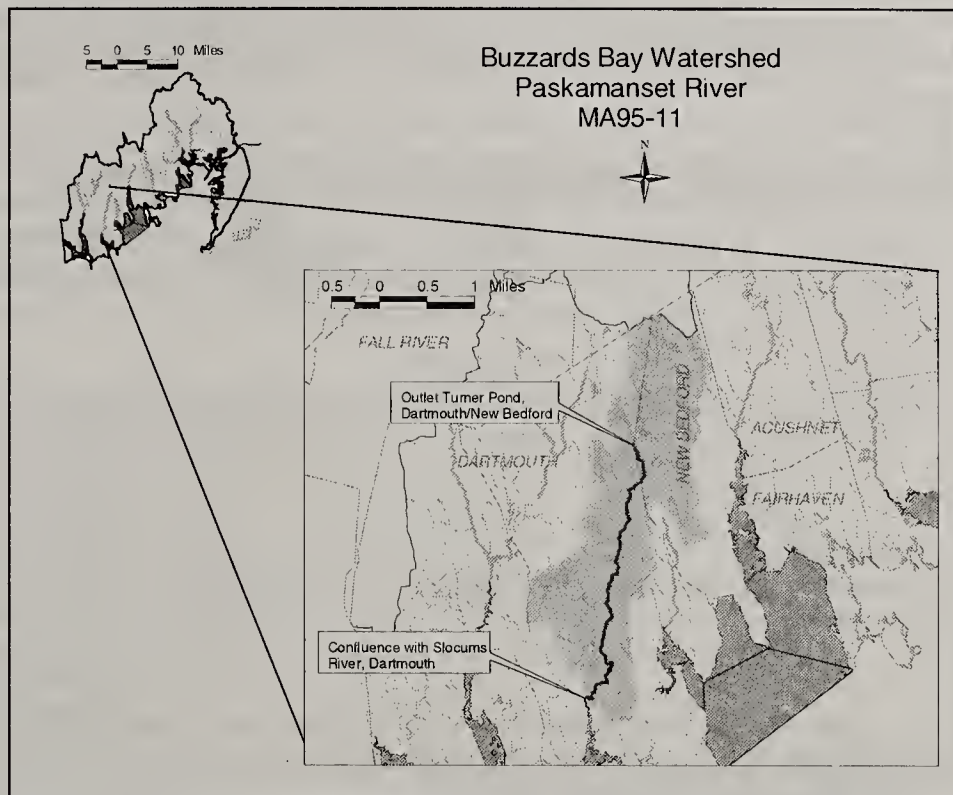 5 0 5 10 Miles
Buzzards Bay Watershed
Paskamanset River
MA95-11
N
0.5 0 0.5 1 Miles
FALL RIVER
Outlet Turner Pond,
Dartmouth/New Bedford
NEW BEDFORD
DARTMOUTH
ACUSHNET
FAIRHAVEN
Confluence with Slocums
River, Dartmouth